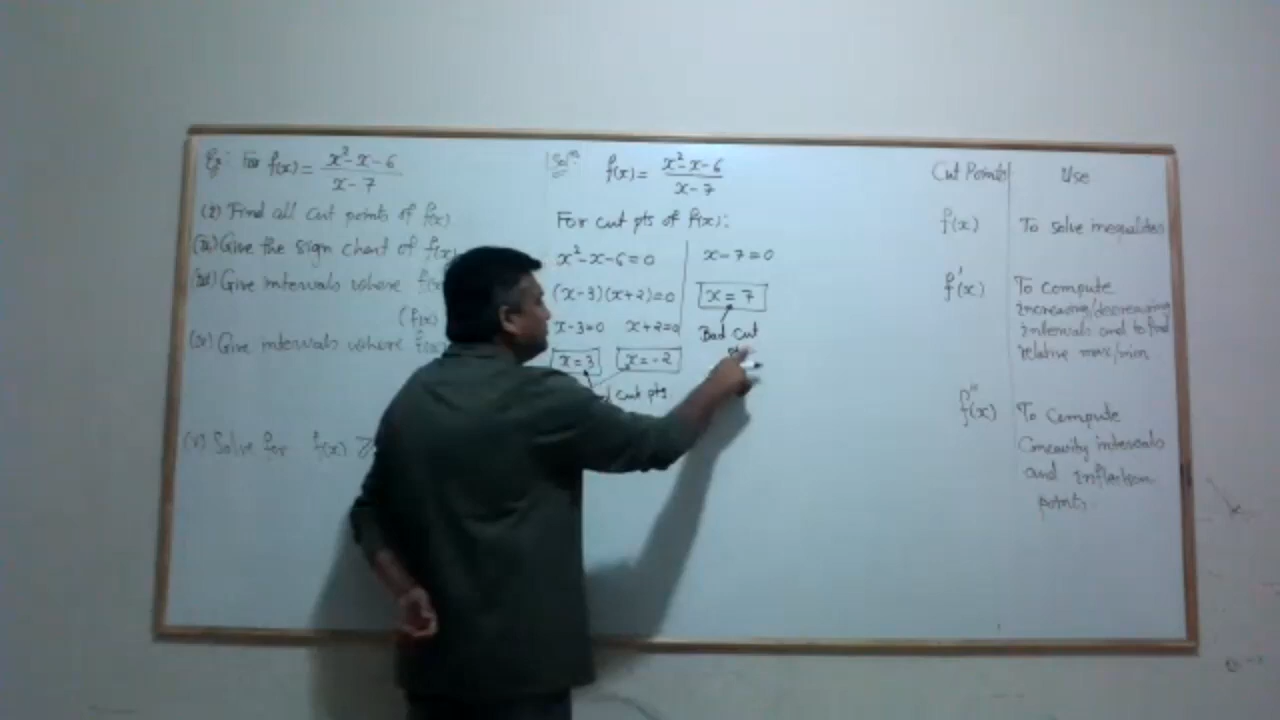 Ex: For f(x) = x²-x-6 / x-7
(i) Find all cut points of f(x)
(ii) Give the sign chart of f(x)
(iii) Give intervals where f(x)
(f(x)
(iv) Give intervals where f(x)
(v) Solve for f(x) ≥
Solⁿ: f(x) = x²-x-6 / x-7
For cut pts of f(x):
x²-x-6=0
(x-3)(x+2)=0
x-3=0 x+2=0
x=3 x=-2
cut pts
x-7=0
x=7
Bad cut
Cut Points Use
f(x) To solve inequalities
f'(x) To compute
increasing/decreasing
intervals and to find
relative max/min
f''(x) To compute
concavity intervals
and inflection
points.